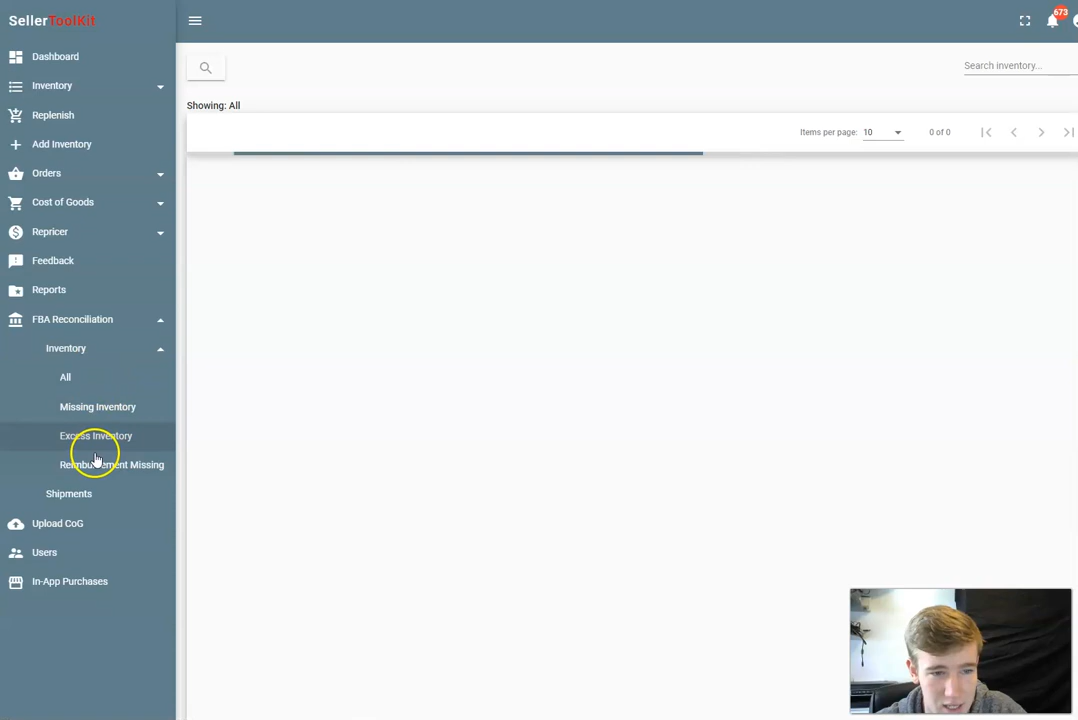 SellerToolKit
673
Dashboard
Inventory
Search inventory...
Showing: All
Replenish
Items per page: 10 0 of 0
Add Inventory
Orders
Cost of Goods
Repricer
Feedback
Reports
FBA Reconciliation
Inventory
All
Missing Inventory
Excess Inventory
Reimbursement Missing
Shipments
Upload CoG
Users
In-App Purchases